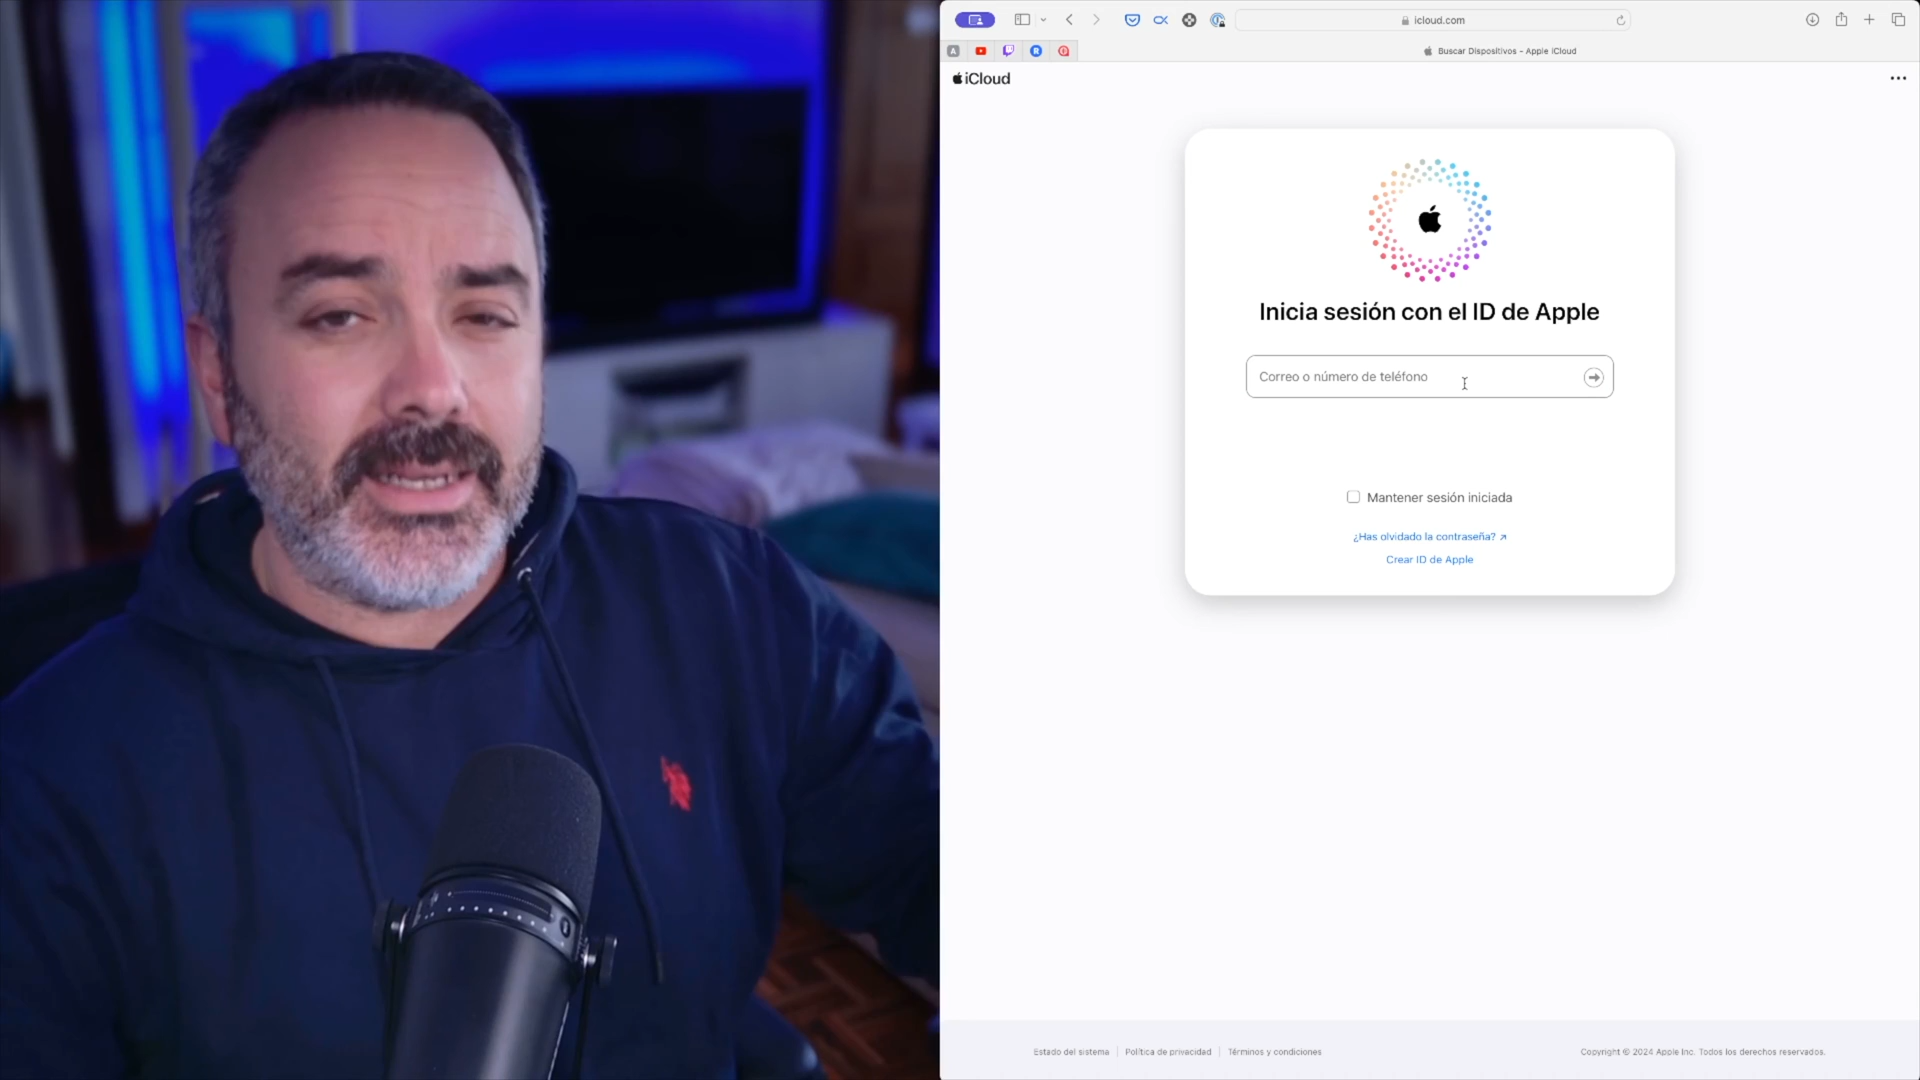 icloud.com
Buscar Dispositivos - Apple iCloud
iCloud
Inicia sesión con el ID de Apple
Correo o número de teléfono
Mantener sesión iniciada
¿Has olvidado la contraseña? ↗
Crear ID de Apple
Estado del sistema
Política de privacidad
Términos y condiciones
Copyright © 2024 Apple Inc. Todos los derechos reservados.